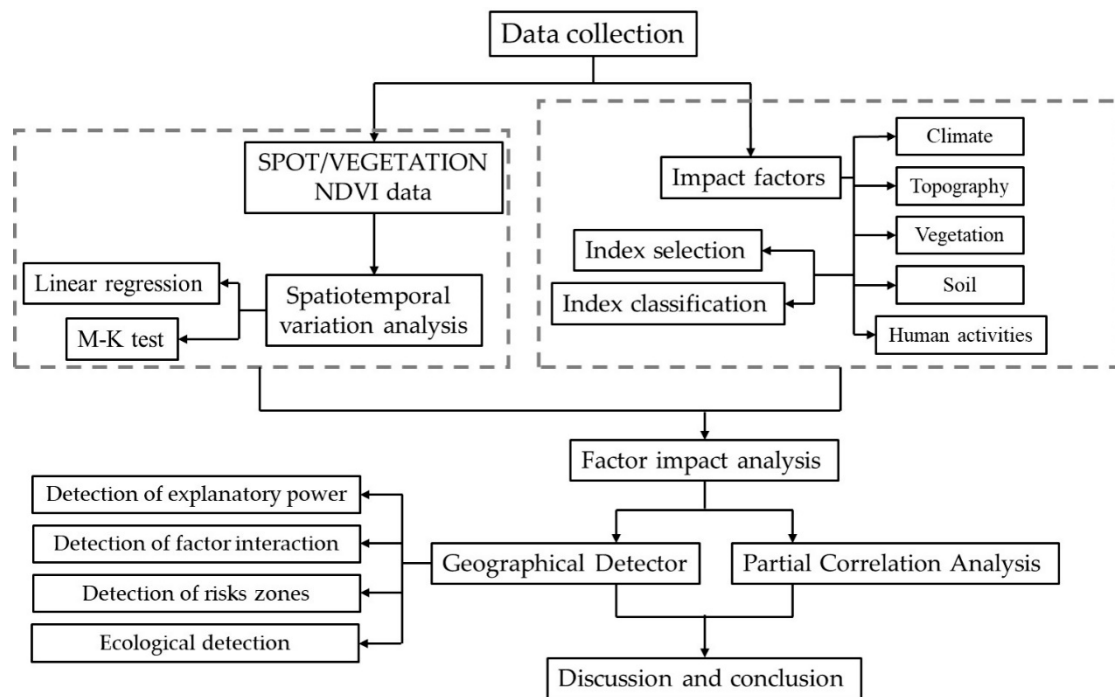 Data collection
SPOT/VEGETATION
NDVI data
Linear regression
M-K test
Spatiotemporal
variation analysis
Impact factors
Climate
Topography
Vegetation
Soil
Human activities
Index selection
Index classification
Factor impact analysis
Geographical Detector
Partial Correlation Analysis
Detection of explanatory power
Detection of factor interaction
Detection of risks zones
Ecological detection
Discussion and conclusion